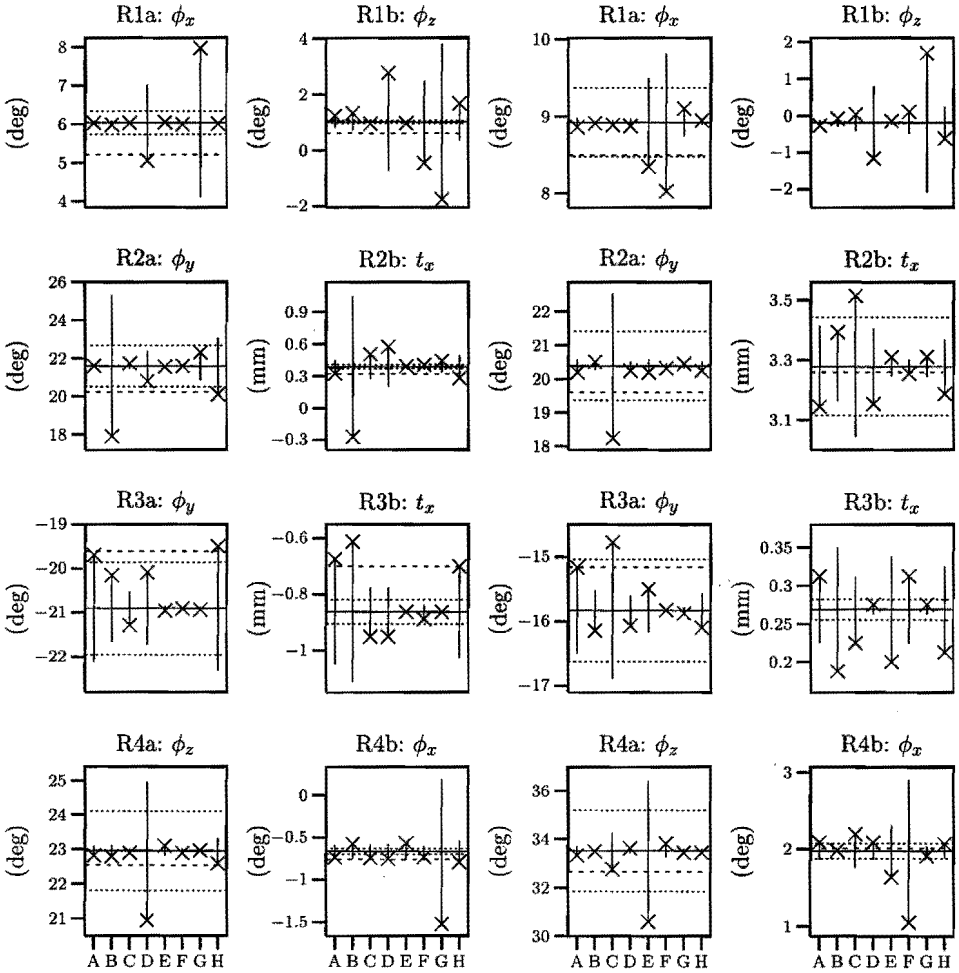 R1a: ϕx R1b: ϕz R1a: ϕx R1b: ϕz
(deg) 8 7 6 5 4
(deg) 4 2 0 −2
(deg) 10 9 8
(deg) 2 1 0 −1 −2
R2a: ϕy R2b: tx R2a: ϕy R2b: tx
(deg) 26 24 22 20 18
(mm) 0.9 0.6 0.3 0 −0.3
(deg) 22 21 20 19 18
(mm) 3.5 3.3 3.1
R3a: ϕy R3b: tx R3a: ϕy R3b: tx
(deg) −19 −20 −21 −22
(mm) −0.6 −0.8 −1
(deg) −15 −16 −17
(mm) 0.35 0.3 0.25 0.2
R4a: ϕz R4b: ϕx R4a: ϕz R4b: ϕx
(deg) 25 24 23 22 21
(deg) 0 −0.5 −1 −1.5
(deg) 36 34 32 30
(deg) 3 2 1
A B C D E F G H A B C D E F G H A B C D E F G H A B C D E F G H